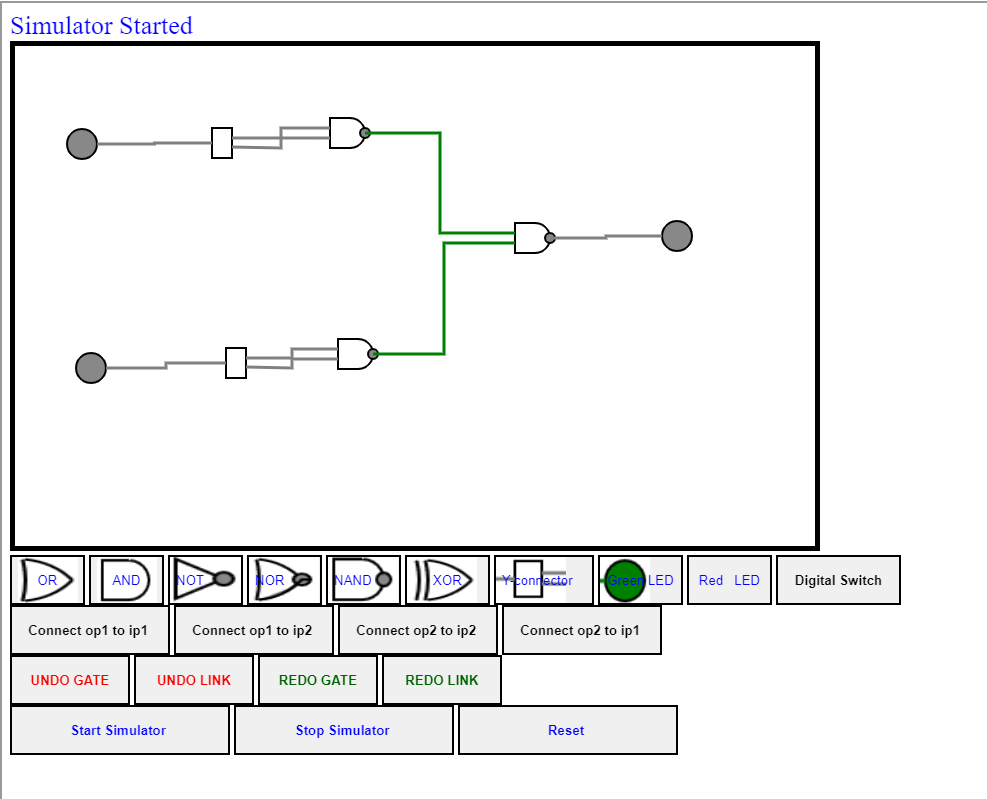 Simulator Started
OR AND NOT NOR NAND XOR Y-connector Green LED Red LED Digital Switch
Connect op1 to ip1 Connect op1 to ip2 Connect op2 to ip2 Connect op2 to ip1
UNDO GATE UNDO LINK REDO GATE REDO LINK
Start Simulator Stop Simulator Reset